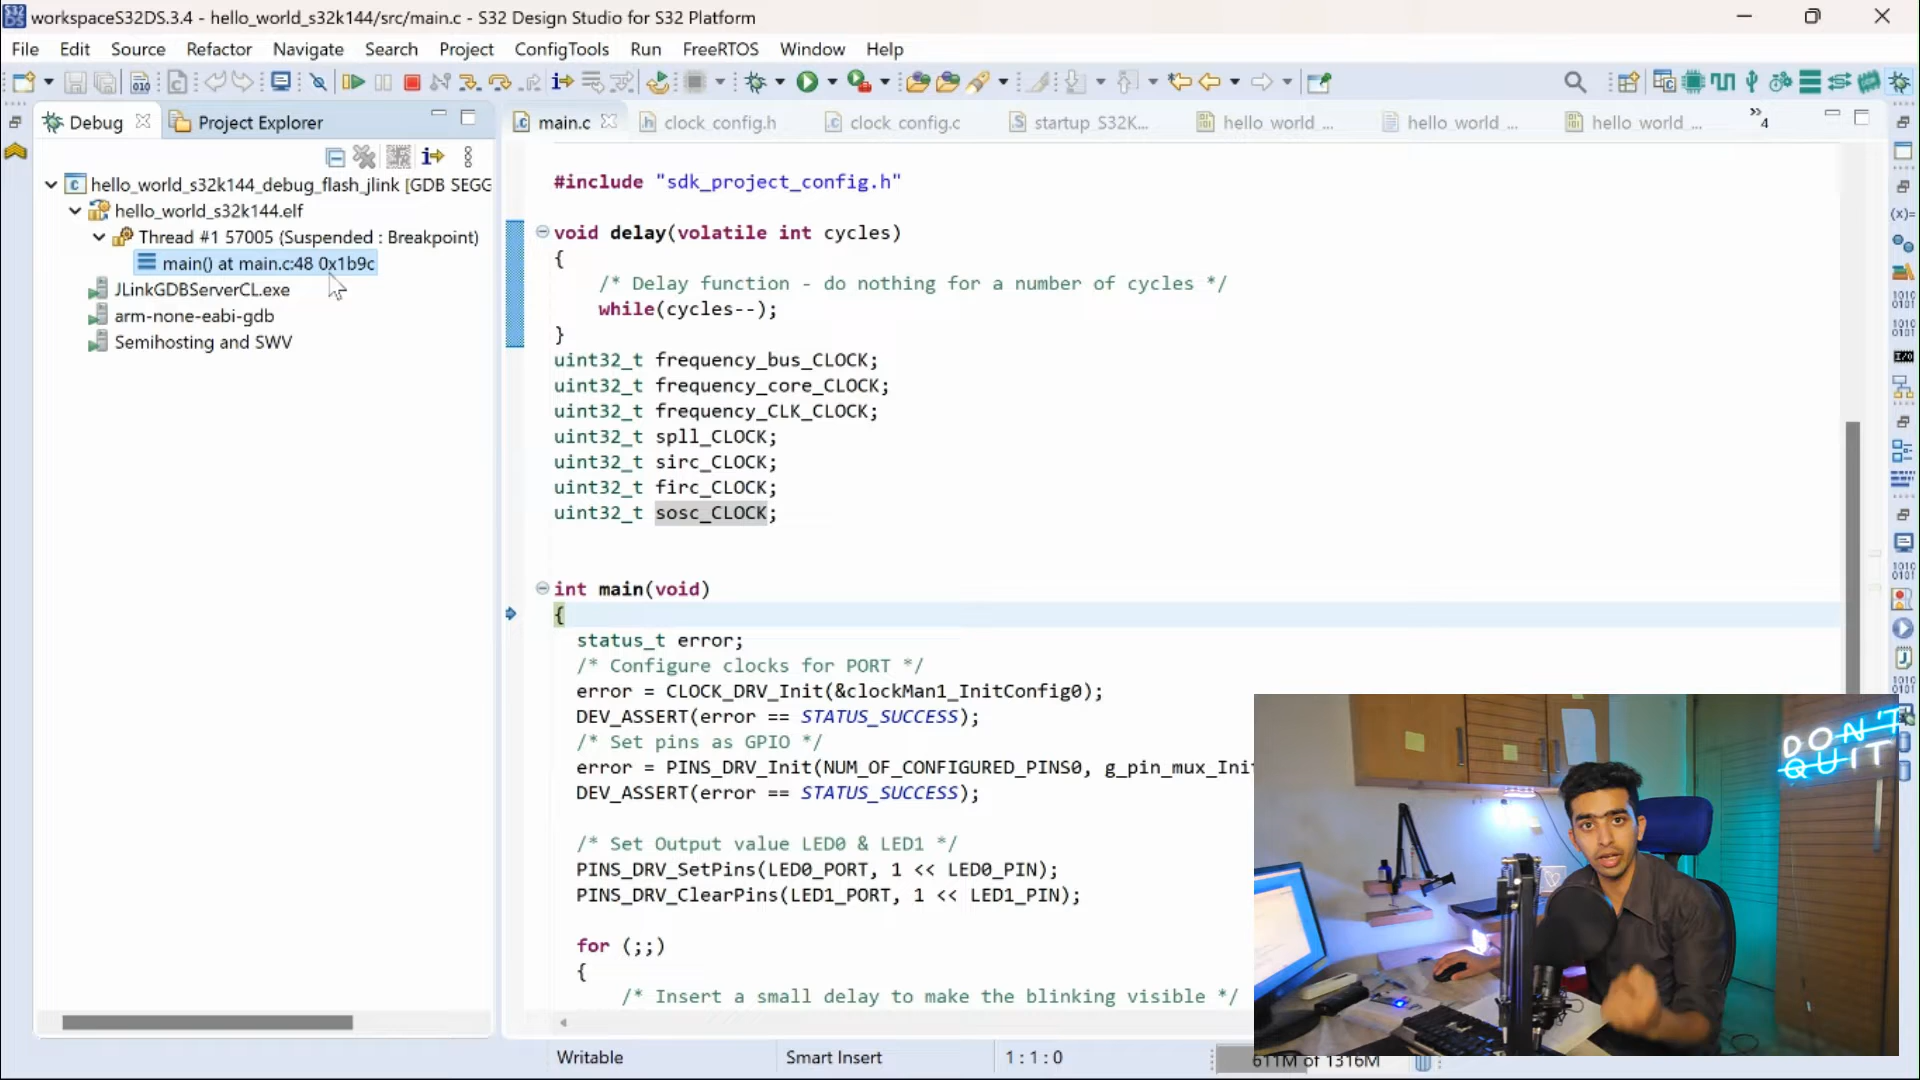 workspaceS32DS.3.4 - hello_world_s32k144/src/main.c - S32 Design Studio for S32 Platform
File Edit Source Refactor Navigate Search Project ConfigTools Run FreeRTOS Window Help
Debug Project Explorer
main.c clock_config.h clock_config.c startup_S32K... hello_world_... hello_world_... hello_world_... »4
hello_world_s32k144_debug_flash_jlink [GDB SEGG
hello_world_s32k144.elf
Thread #1 57005 (Suspended : Breakpoint)
main() at main.c:48 0x1b9c
JLinkGDBServerCL.exe
arm-none-eabi-gdb
Semihosting and SWV
#include "sdk_project_config.h"
void delay(volatile int cycles)
{
/* Delay function - do nothing for a number of cycles */
while(cycles--);
}
uint32_t frequency_bus_CLOCK;
uint32_t frequency_core_CLOCK;
uint32_t frequency_CLK_CLOCK;
uint32_t spll_CLOCK;
uint32_t sirc_CLOCK;
uint32_t firc_CLOCK;
uint32_t sosc_CLOCK;
int main(void)
{
status_t error;
/* Configure clocks for PORT */
error = CLOCK_DRV_Init(&clockMan1_InitConfig0);
DEV_ASSERT(error == STATUS_SUCCESS);
/* Set pins as GPIO */
error = PINS_DRV_Init(NUM_OF_CONFIGURED_PINS0, g_pin_mux_Ini
DEV_ASSERT(error == STATUS_SUCCESS);
/* Set Output value LED0 & LED1 */
PINS_DRV_SetPins(LED0_PORT, 1 << LED0_PIN);
PINS_DRV_ClearPins(LED1_PORT, 1 << LED1_PIN);
for (;;)
{
/* Insert a small delay to make the blinking visible */
Writable Smart Insert 1 : 1 : 0 611M of 1316M
DON'T
QUIT